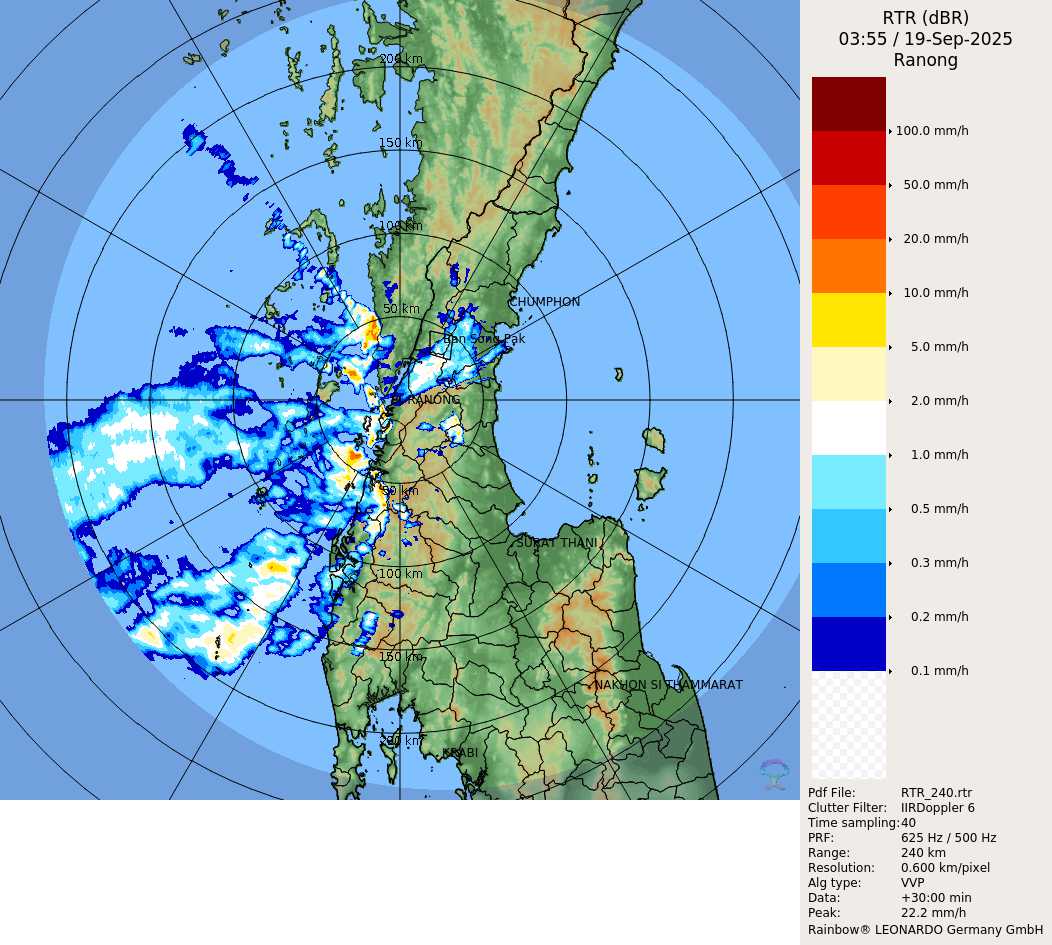 RTR (dBR)
03:55 / 19-Sep-2025
Ranong
200 km
150 km
100 km
50 km
CHUMPHON
Ban Song Pak
RANONG
50 km
SURAT THANI
100 km
150 km
NAKHON SI THAMMARAT
200 km
KRABI
100.0 mm/h
50.0 mm/h
20.0 mm/h
10.0 mm/h
5.0 mm/h
2.0 mm/h
1.0 mm/h
0.5 mm/h
0.3 mm/h
0.2 mm/h
0.1 mm/h
Pdf File: RTR_240.rtr
Clutter Filter: IIRDoppler 6
Time sampling:40
PRF: 625 Hz / 500 Hz
Range: 240 km
Resolution: 0.600 km/pixel
Alg type: VVP
Data: +30:00 min
Peak: 22.2 mm/h
Rainbow® LEONARDO Germany GmbH